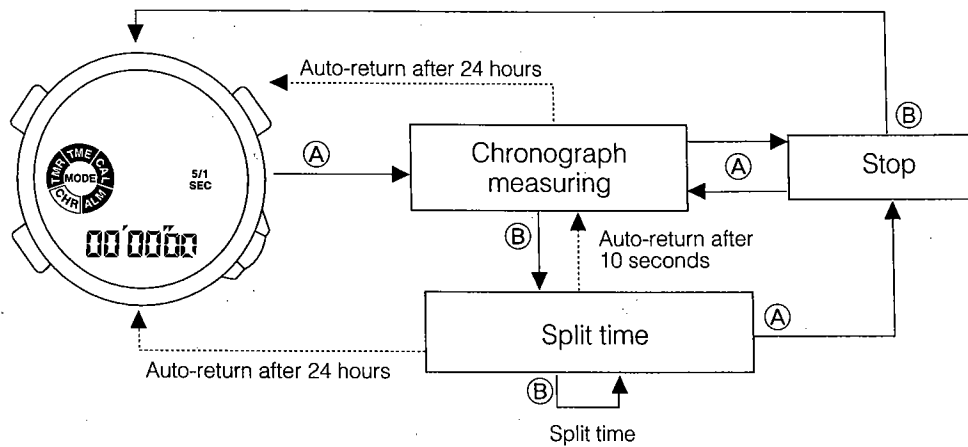 Auto-return after 24 hours
B
A
Chronograph
measuring
A
Stop
TMR TME CAL
MODE
CHR ALM
5/1
SEC
00'00"00
B
Auto-return after
10 seconds
Split time
A
Auto-return after 24 hours
B
Split time